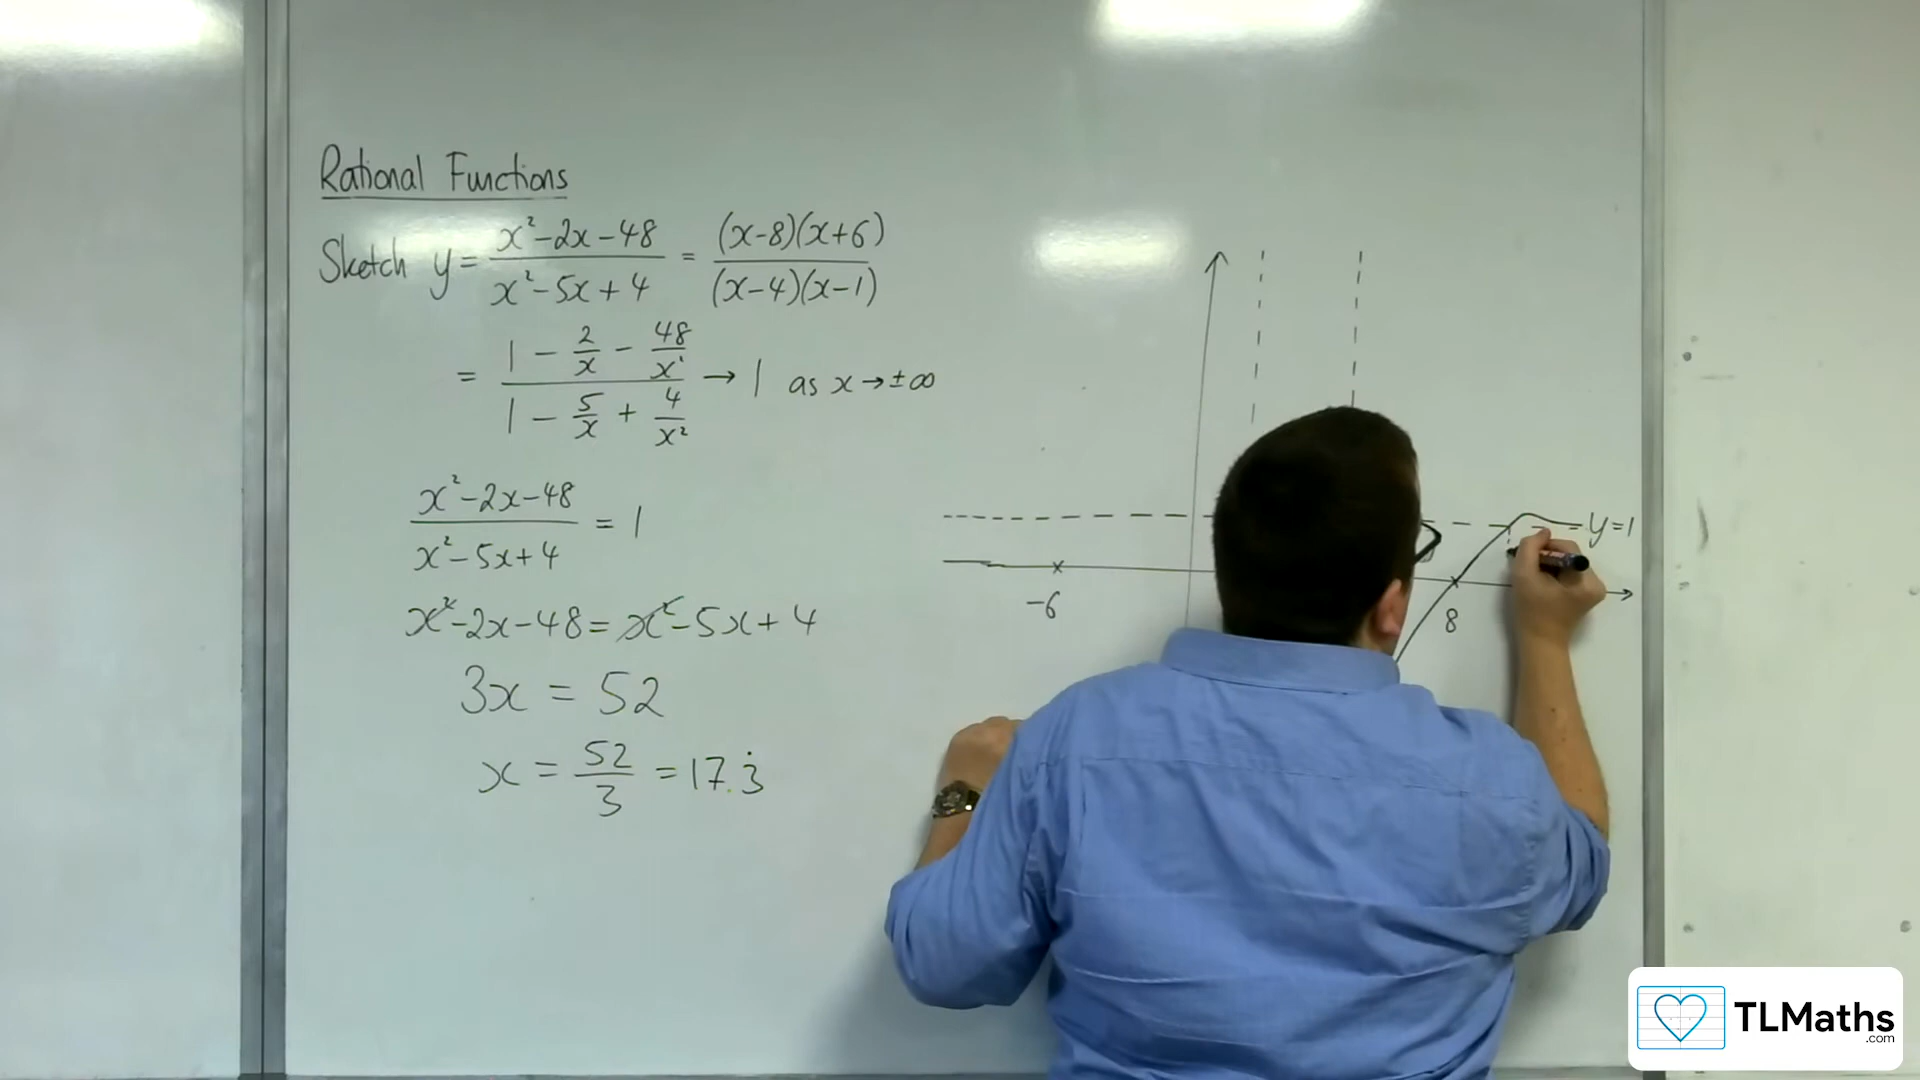 Rational Functions
Sketch y = (x²-2x-48)/(x²-5x+4) = ((x-8)(x+6))/((x-4)(x-1))
= (1 - 2/x - 48/x²)/(1 - 5/x + 4/x²) → 1 as x → ±∞
(x²-2x-48)/(x²-5x+4) = 1
x²-2x-48 = x²-5x+4
3x = 52
x = 52/3 = 17.3̇
y=1
-6
8
TLMaths
.com